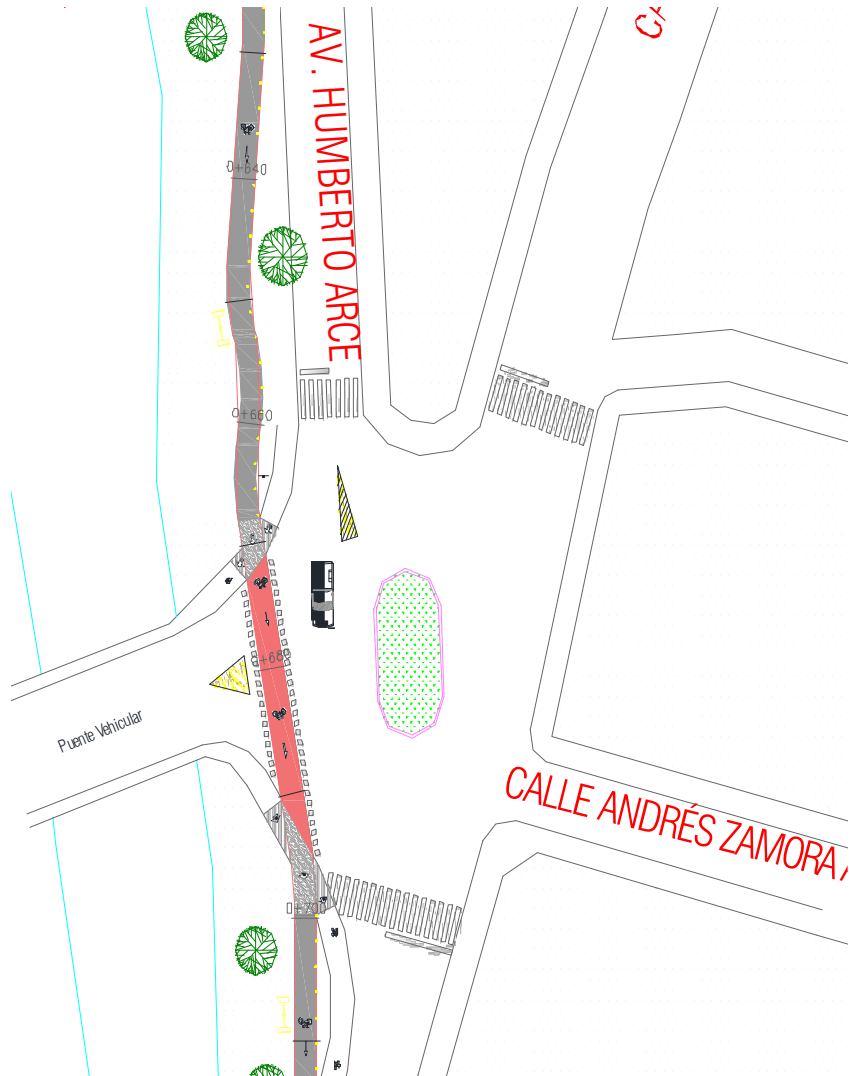 AV. HUMBERTO ARCE
0+640
0+660
0+680
Puente Vehicular
CALLE ANDRÉS ZAMORA